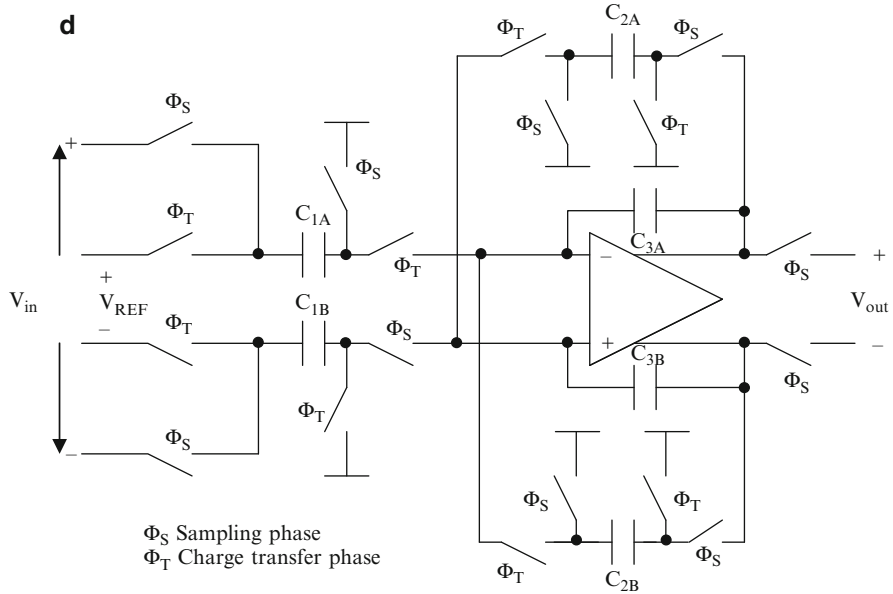 d
Φ_T
C_2A
Φ_S
Φ_S
Φ_S
Φ_T
+
Φ_S
Φ_T
C_1A
C_3A
Φ_T
−
Φ_S
+
V_in
+
V_REF
−
C_1B
V_out
Φ_T
Φ_S
+
C_3B
−
Φ_S
Φ_T
Φ_S
−
Φ_S
Φ_T
Φ_S Sampling phase
Φ_T Charge transfer phase
Φ_T
C_2B
Φ_S